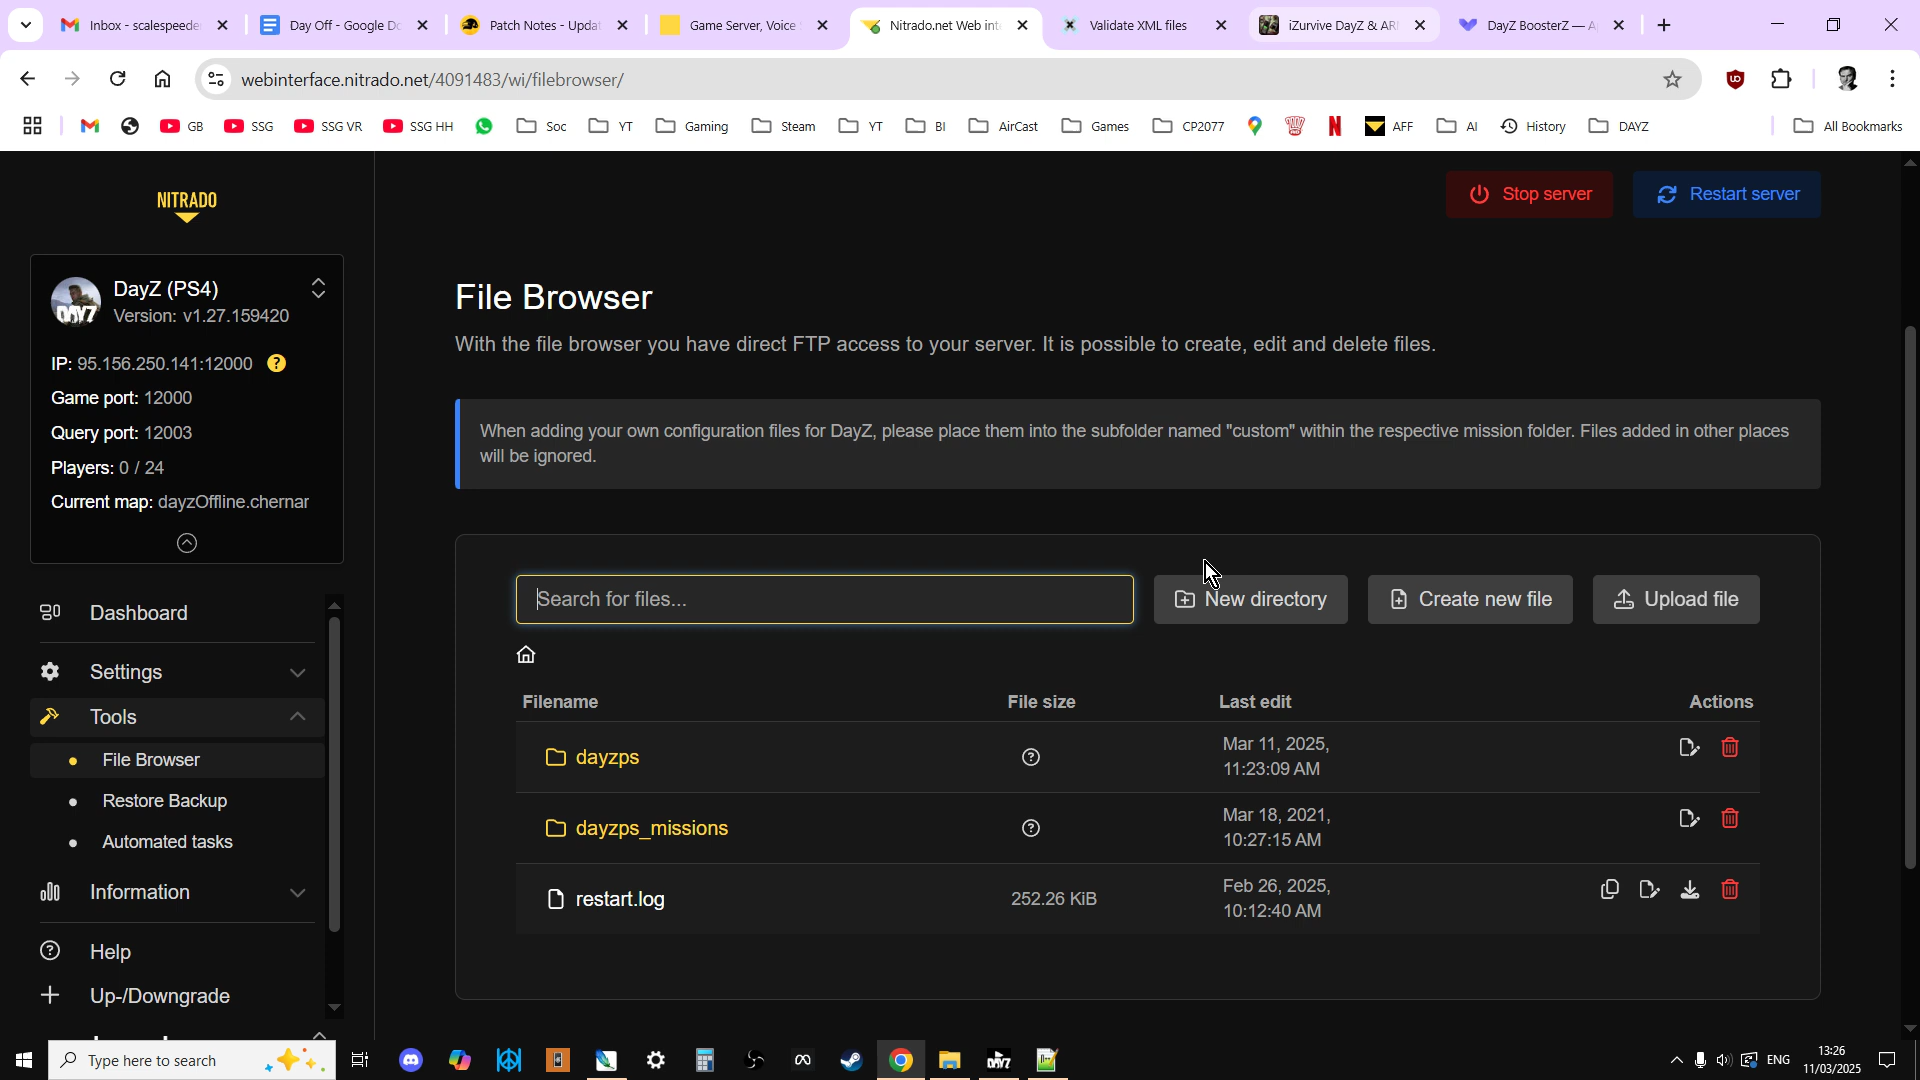 Inbox - scalespeede
Day Off - Google Do
Patch Notes - Updat
Game Server, Voice S
Nitrado.net Web int
Validate XML files
iZurvive DayZ & AR
DayZ BoosterZ — A
webinterface.nitrado.net/4091483/wi/filebrowser/
GB
SSG
SSG VR
SSG HH
Soc
YT
Gaming
Steam
YT
BI
AirCast
Games
CP2077
AFF
AI
History
DAYZ
All Bookmarks
NITRADO
Stop server
Restart server
DAYZ
DayZ (PS4)
Version: v1.27.159420
IP: 95.156.250.141:12000
Game port: 12000
Query port: 12003
Players: 0 / 24
Current map: dayzOffline.chernar
Dashboard
Settings
Tools
File Browser
Restore Backup
Automated tasks
Information
Help
Up-/Downgrade
File Browser
With the file browser you have direct FTP access to your server. It is possible to create, edit and delete files.
When adding your own configuration files for DayZ, please place them into the subfolder named "custom" within the respective mission folder. Files added in other places
will be ignored.
Search for files...
New directory
Create new file
Upload file
Filename
File size
Last edit
Actions
dayzps
Mar 11, 2025,
11:23:09 AM
dayzps_missions
Mar 18, 2021,
10:27:15 AM
restart.log
252.26 KiB
Feb 26, 2025,
10:12:40 AM
Type here to search
DAYZ
ENG
13:26
11/03/2025